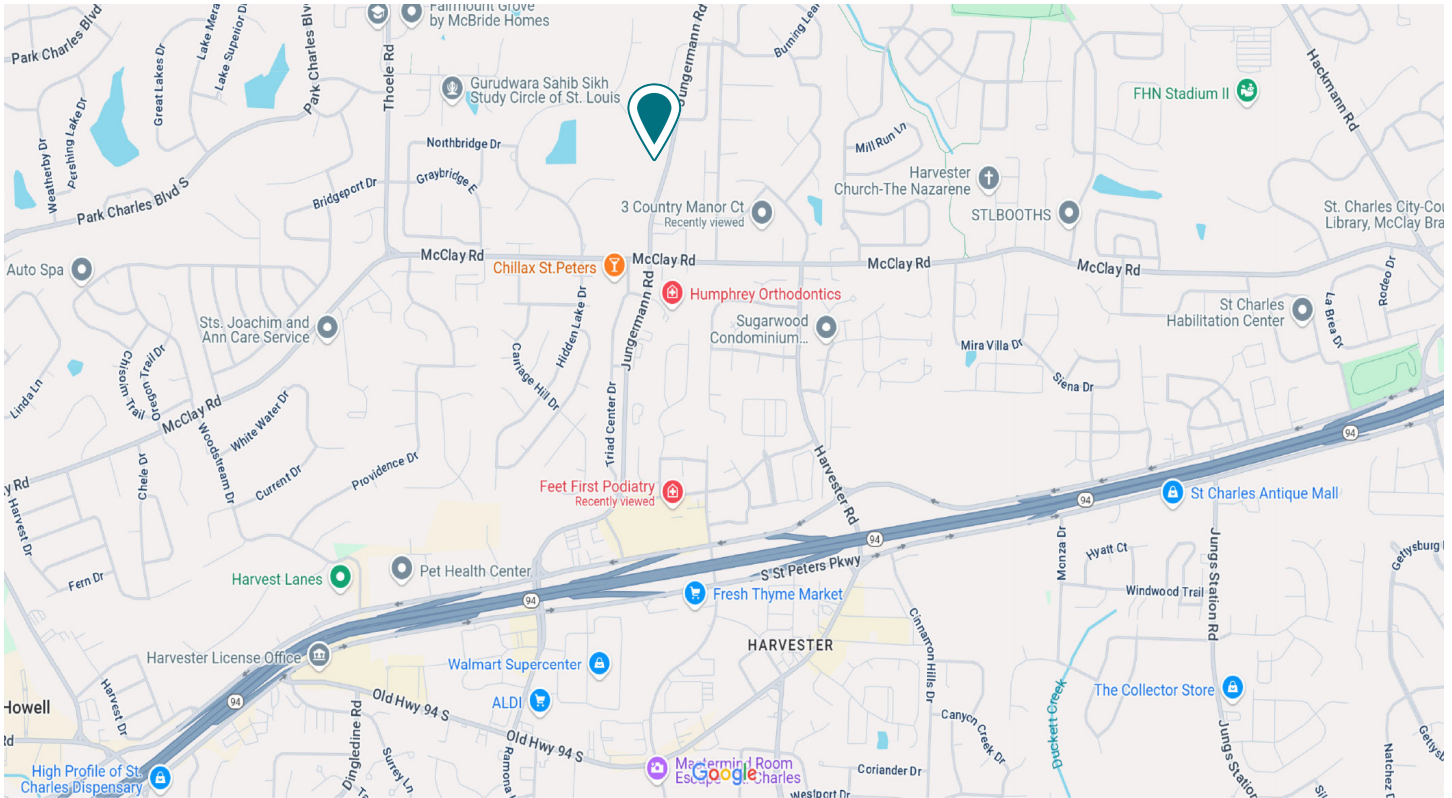 Fairmount Grove
by McBride Homes
Park Charles Blvd
Great Lakes Dr
Lake Superior Dr
Park Charles Blvd
Thoele Rd
Jungermann Rd
Hackmann Rd
Gurudwara Sahib Sikh
Study Circle of St. Louis
FHN Stadium II
Weatherby Dr
Pershing Lake Dr
Northbridge Dr
Mill Run Ln
Graybridge E
Bridgeport Dr
Harvester
Church-The Nazarene
Park Charles Blvd S
3 Country Manor Ct
Recently viewed
STLBOOTHS
St. Charles City-Cou
Library, McClay Bra
McClay Rd
McClay Rd
McClay Rd
McClay Rd
Auto Spa
Chillax St.Peters
Humphrey Orthodontics
Rodeo Dr
La Brea Dr
St Charles
Habilitation Center
Sts. Joachim and
Ann Care Service
Hidden Lake Dr
Jungermann Rd
Sugarwood
Condominium...
Mira Villa Dr
Siena Dr
Linda Ln
Chisolm Trail
Oregon Trail Dr
Carriage Hill Dr
McClay Rd
White Water Dr
Woodstream Dr
Triad Center Dr
94
Chele Dr
Current Dr
Providence Dr
Harvester Rd
Feet First Podiatry
Recently viewed
94
St Charles Antique Mall
y Rd
Harvest Dr
94
Monza Dr
Hyatt Ct
Jungs Station Rd
Gettysburg
Fern Dr
Harvest Lanes
Pet Health Center
S St Peters Pkwy
94
Fresh Thyme Market
Windwood Trail
Cinnamon Hills Dr
HARVESTER
Harvester License Office
Walmart Supercenter
94
Old Hwy 94 S
ALDI
The Collector Store
Duckett Creek
Howell
Harvest Dr
Rd
Dingledine Rd
Surrey Ln
Old Hwy 94 S
Ramona
Canyon Creek Dr
Jungs Station
Natchez D
Gettysb
High Profile of St.
Charles Dispensary
Mastermind Room
Charles
Google
Coriander Dr
Westport Dr